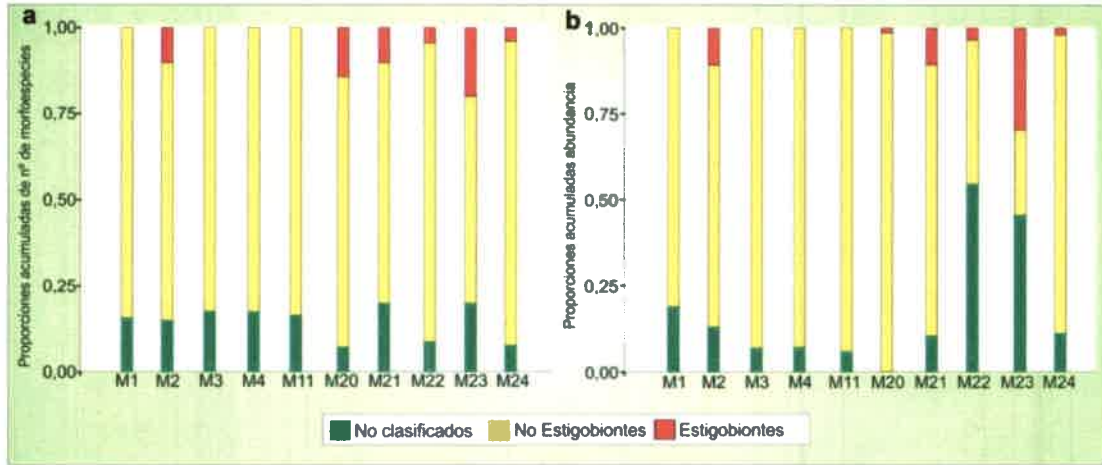 a
Proporciones acumuladas de nº de morfoespecies
1,00
0,75
0,50
0,25
0,00
M1 M2 M3 M4 M11 M20 M21 M22 M23 M24
b
Proporciones acumuladas abundancia
1,00
0,75
0,50
0,25
0,00
M1 M2 M3 M4 M11 M20 M21 M22 M23 M24
No clasificados No Estigobiontes Estigobiontes